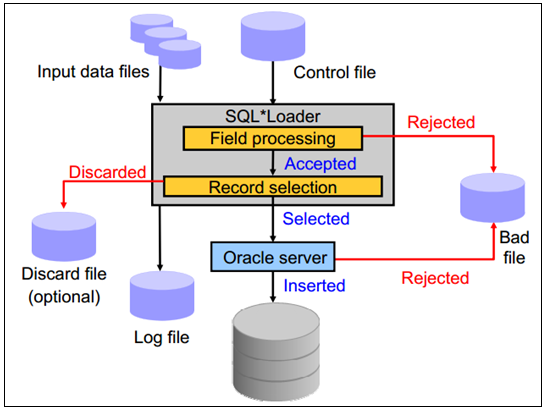 Input data files
Control file
SQL*Loader
Field processing
Rejected
Accepted
Discarded
Record selection
Selected
Discard file
(optional)
Oracle server
Bad
file
Rejected
Inserted
Log file